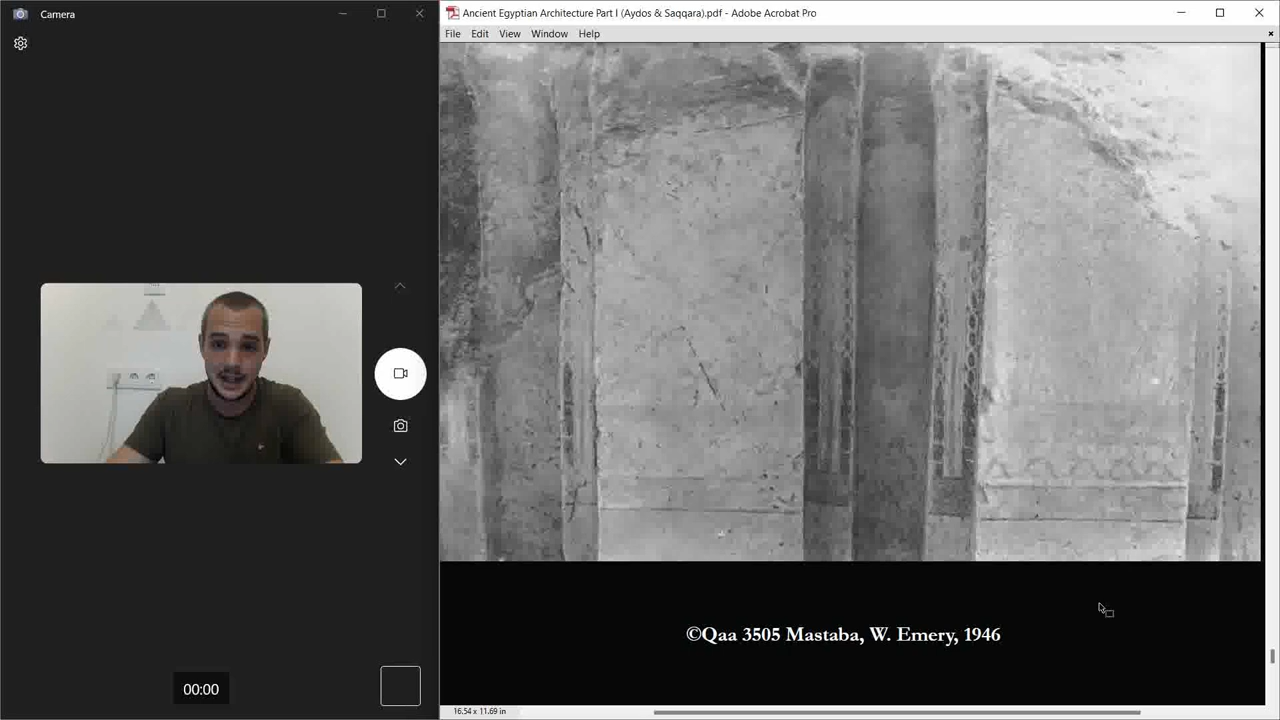 Camera
00:00
Ancient Egyptian Architecture Part I (Aydos & Saqqara).pdf - Adobe Acrobat Pro
File Edit View Window Help
©Qaa 3505 Mastaba, W. Emery, 1946
16.54 x 11.69 in